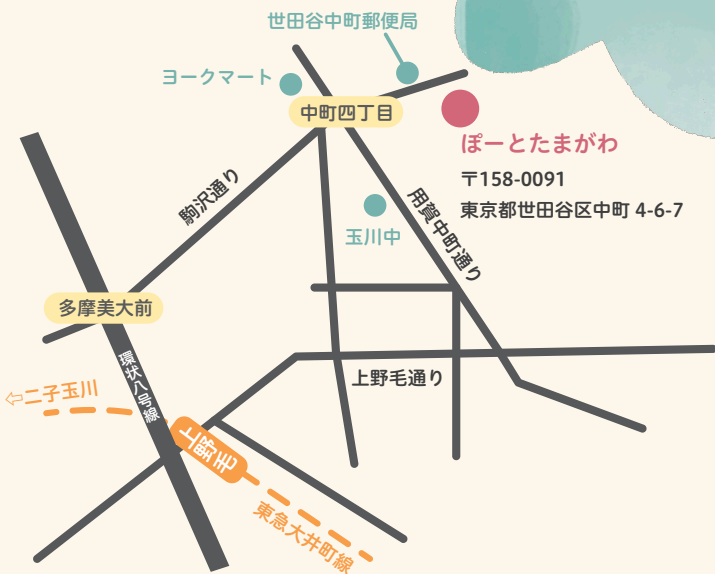 世田谷中町郵便局
ヨークマート
中町四丁目
ぽーとたまがわ
〒158-0091
東京都世田谷区中町 4-6-7
駒沢通り
用賀中町通り
玉川中
多摩美大前
環状八号線
上野毛通り
⇦二子玉川
上野毛
東急大井町線